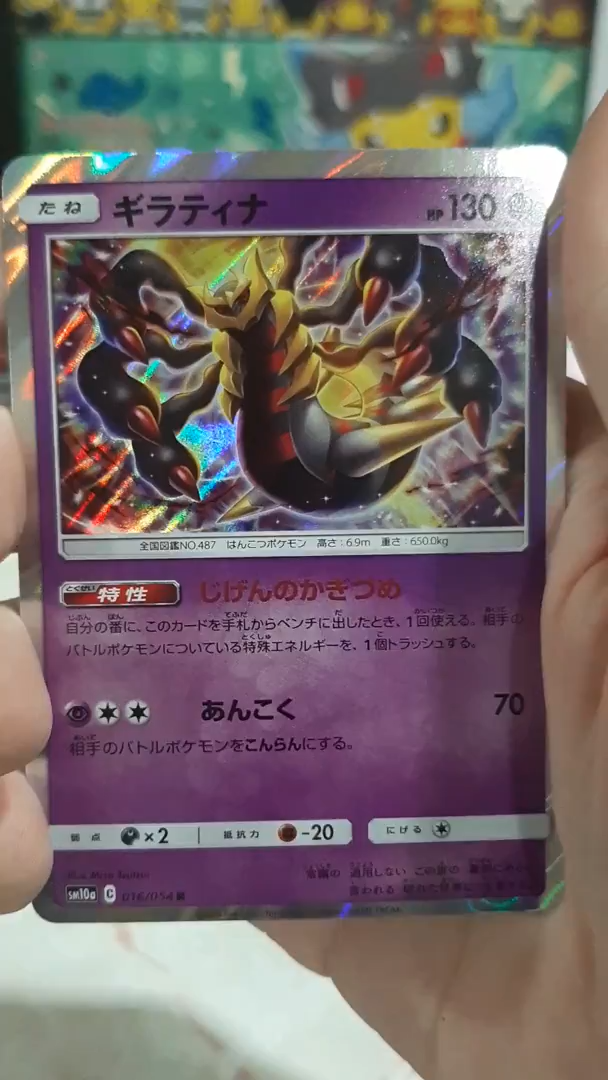 たね ギラティナ HP 130
全国図鑑NO.487 はんこつポケモン 高さ:6.9m 重さ:650.0kg
とくせい
特性 じげんのかぎづめ
自分の番に、このカードを手札からベンチに出したとき、1回使える。相手の
バトルポケモンについている特殊エネルギーを、1個トラッシュする。
あんこく 70
相手のバトルポケモンをこんらんにする。
弱点 ×2 抵抗力 -20 にげる
sm10a C 016/054 R